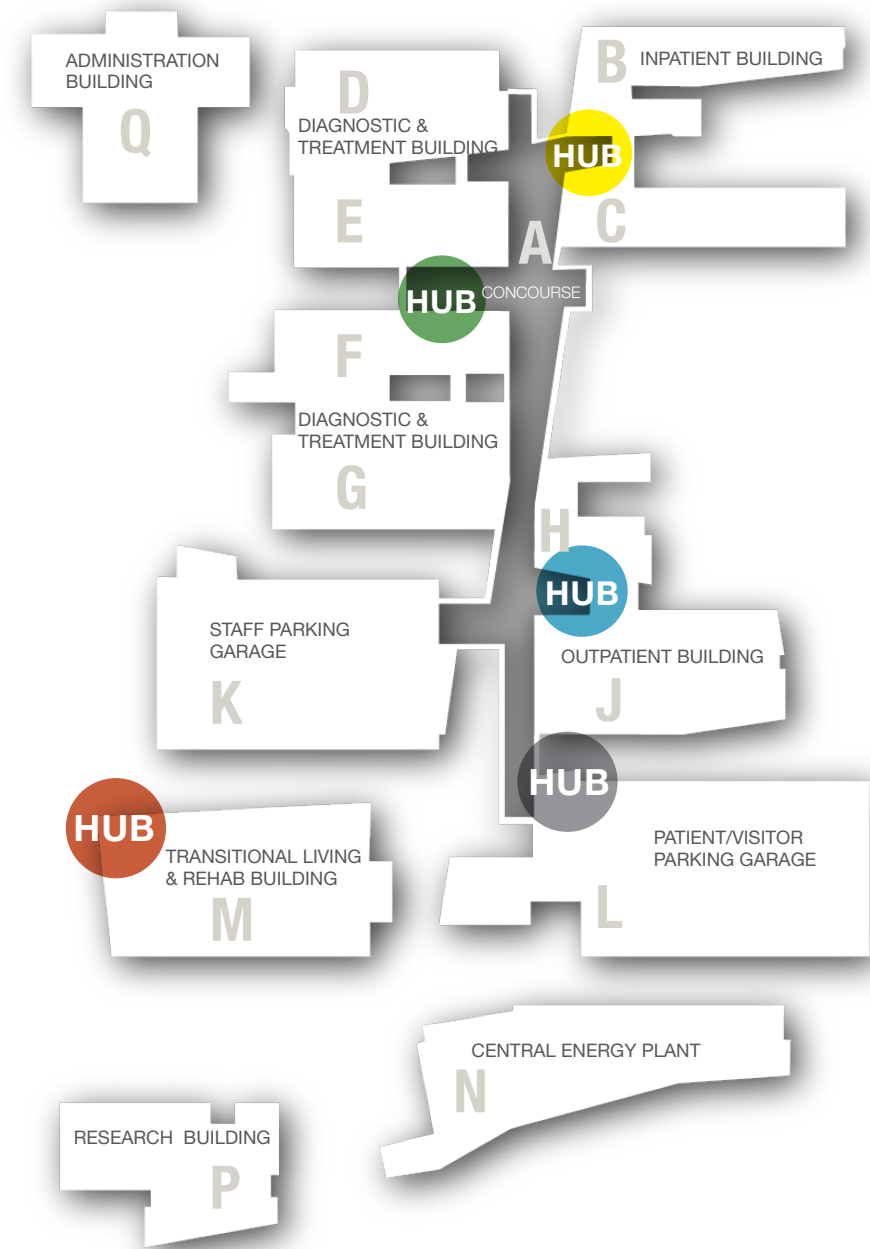 ADMINISTRATION
BUILDING
Q
D
DIAGNOSTIC &
TREATMENT BUILDING
E
B
INPATIENT BUILDING
HUB
C
A
CONCOURSE
HUB
F
DIAGNOSTIC &
TREATMENT BUILDING
G
H
HUB
OUTPATIENT BUILDING
J
STAFF PARKING
GARAGE
K
HUB
HUB
TRANSITIONAL LIVING
& REHAB BUILDING
M
PATIENT/VISITOR
PARKING GARAGE
L
CENTRAL ENERGY PLANT
N
RESEARCH BUILDING
P